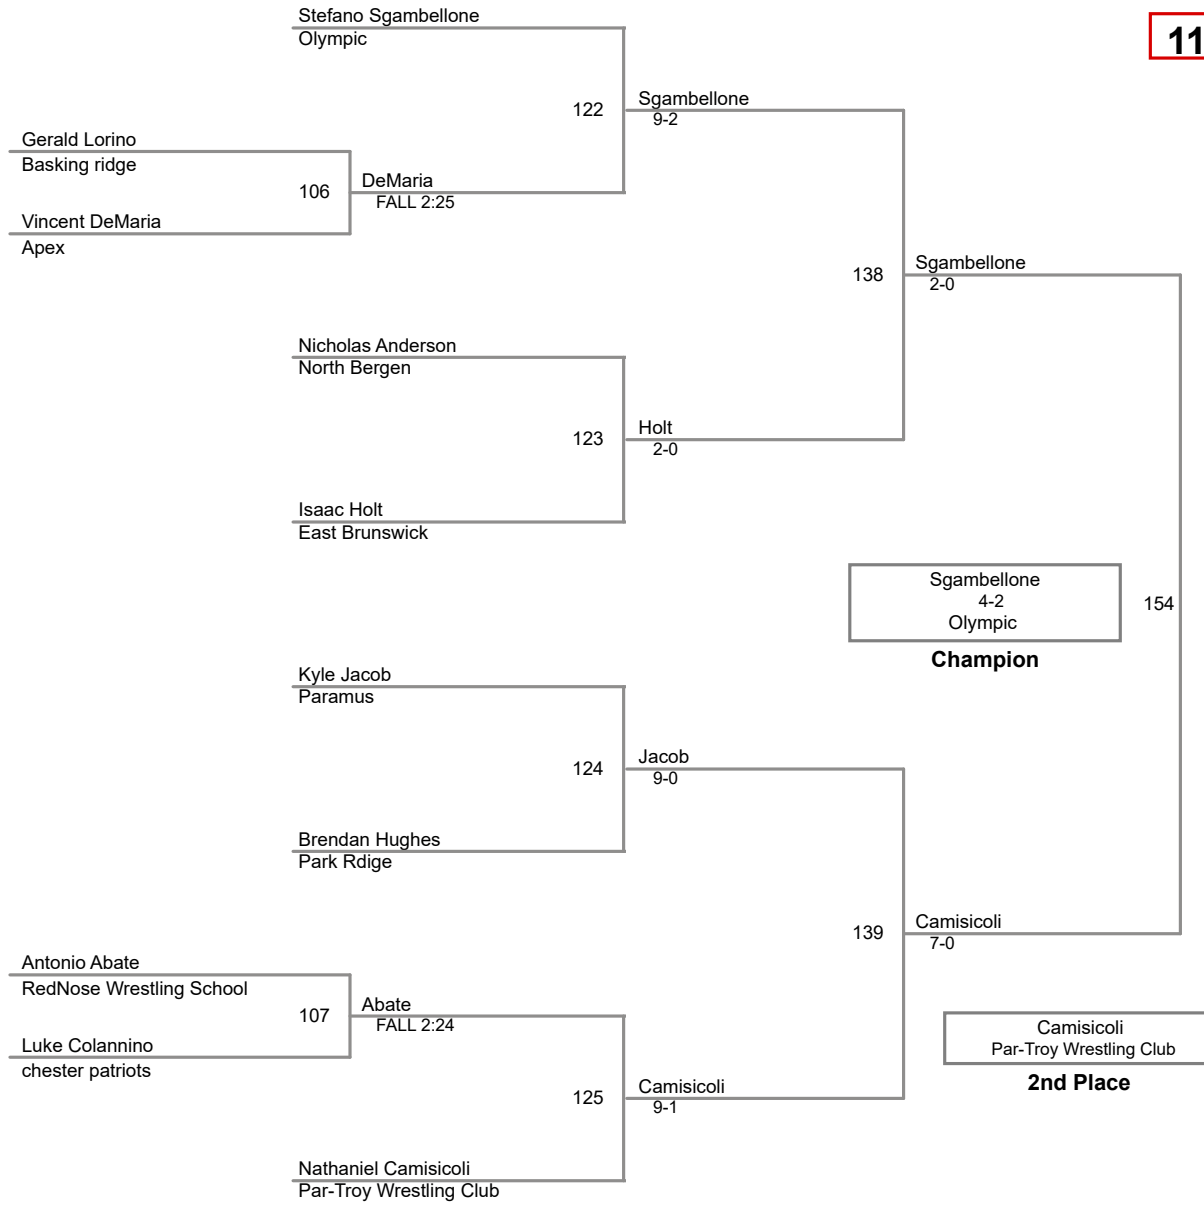 Stefano Sgambellone
Olympic
11
122
Sgambellone
9-2
Gerald Lorino
Basking ridge
106
DeMaria
FALL 2:25
Vincent DeMaria
Apex
138
Sgambellone
2-0
Nicholas Anderson
North Bergen
123
Holt
2-0
Isaac Holt
East Brunswick
Sgambellone
4-2
Olympic
154
Champion
Kyle Jacob
Paramus
124
Jacob
9-0
Brendan Hughes
Park Rdige
139
Camisicoli
7-0
Antonio Abate
RedNose Wrestling School
107
Abate
FALL 2:24
Luke Colannino
chester patriots
Camisicoli
Par-Troy Wrestling Club
2nd Place
125
Camisicoli
9-1
Nathaniel Camisicoli
Par-Troy Wrestling Club